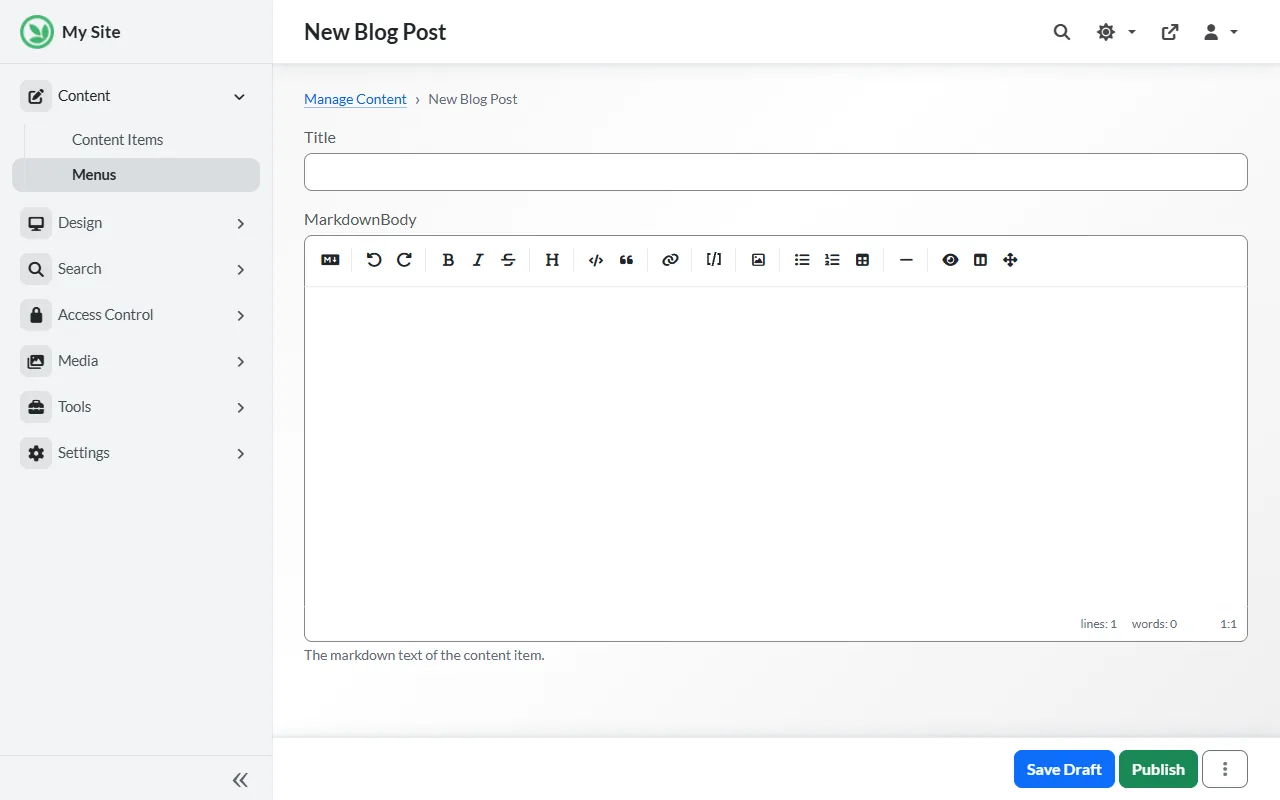 My Site
New Blog Post
Content
Content Items
Menus
Design
Search
Access Control
Media
Tools
Settings
Manage Content › New Blog Post
Title
MarkdownBody
lines: 1 words: 0 1:1
The markdown text of the content item.
Save Draft Publish